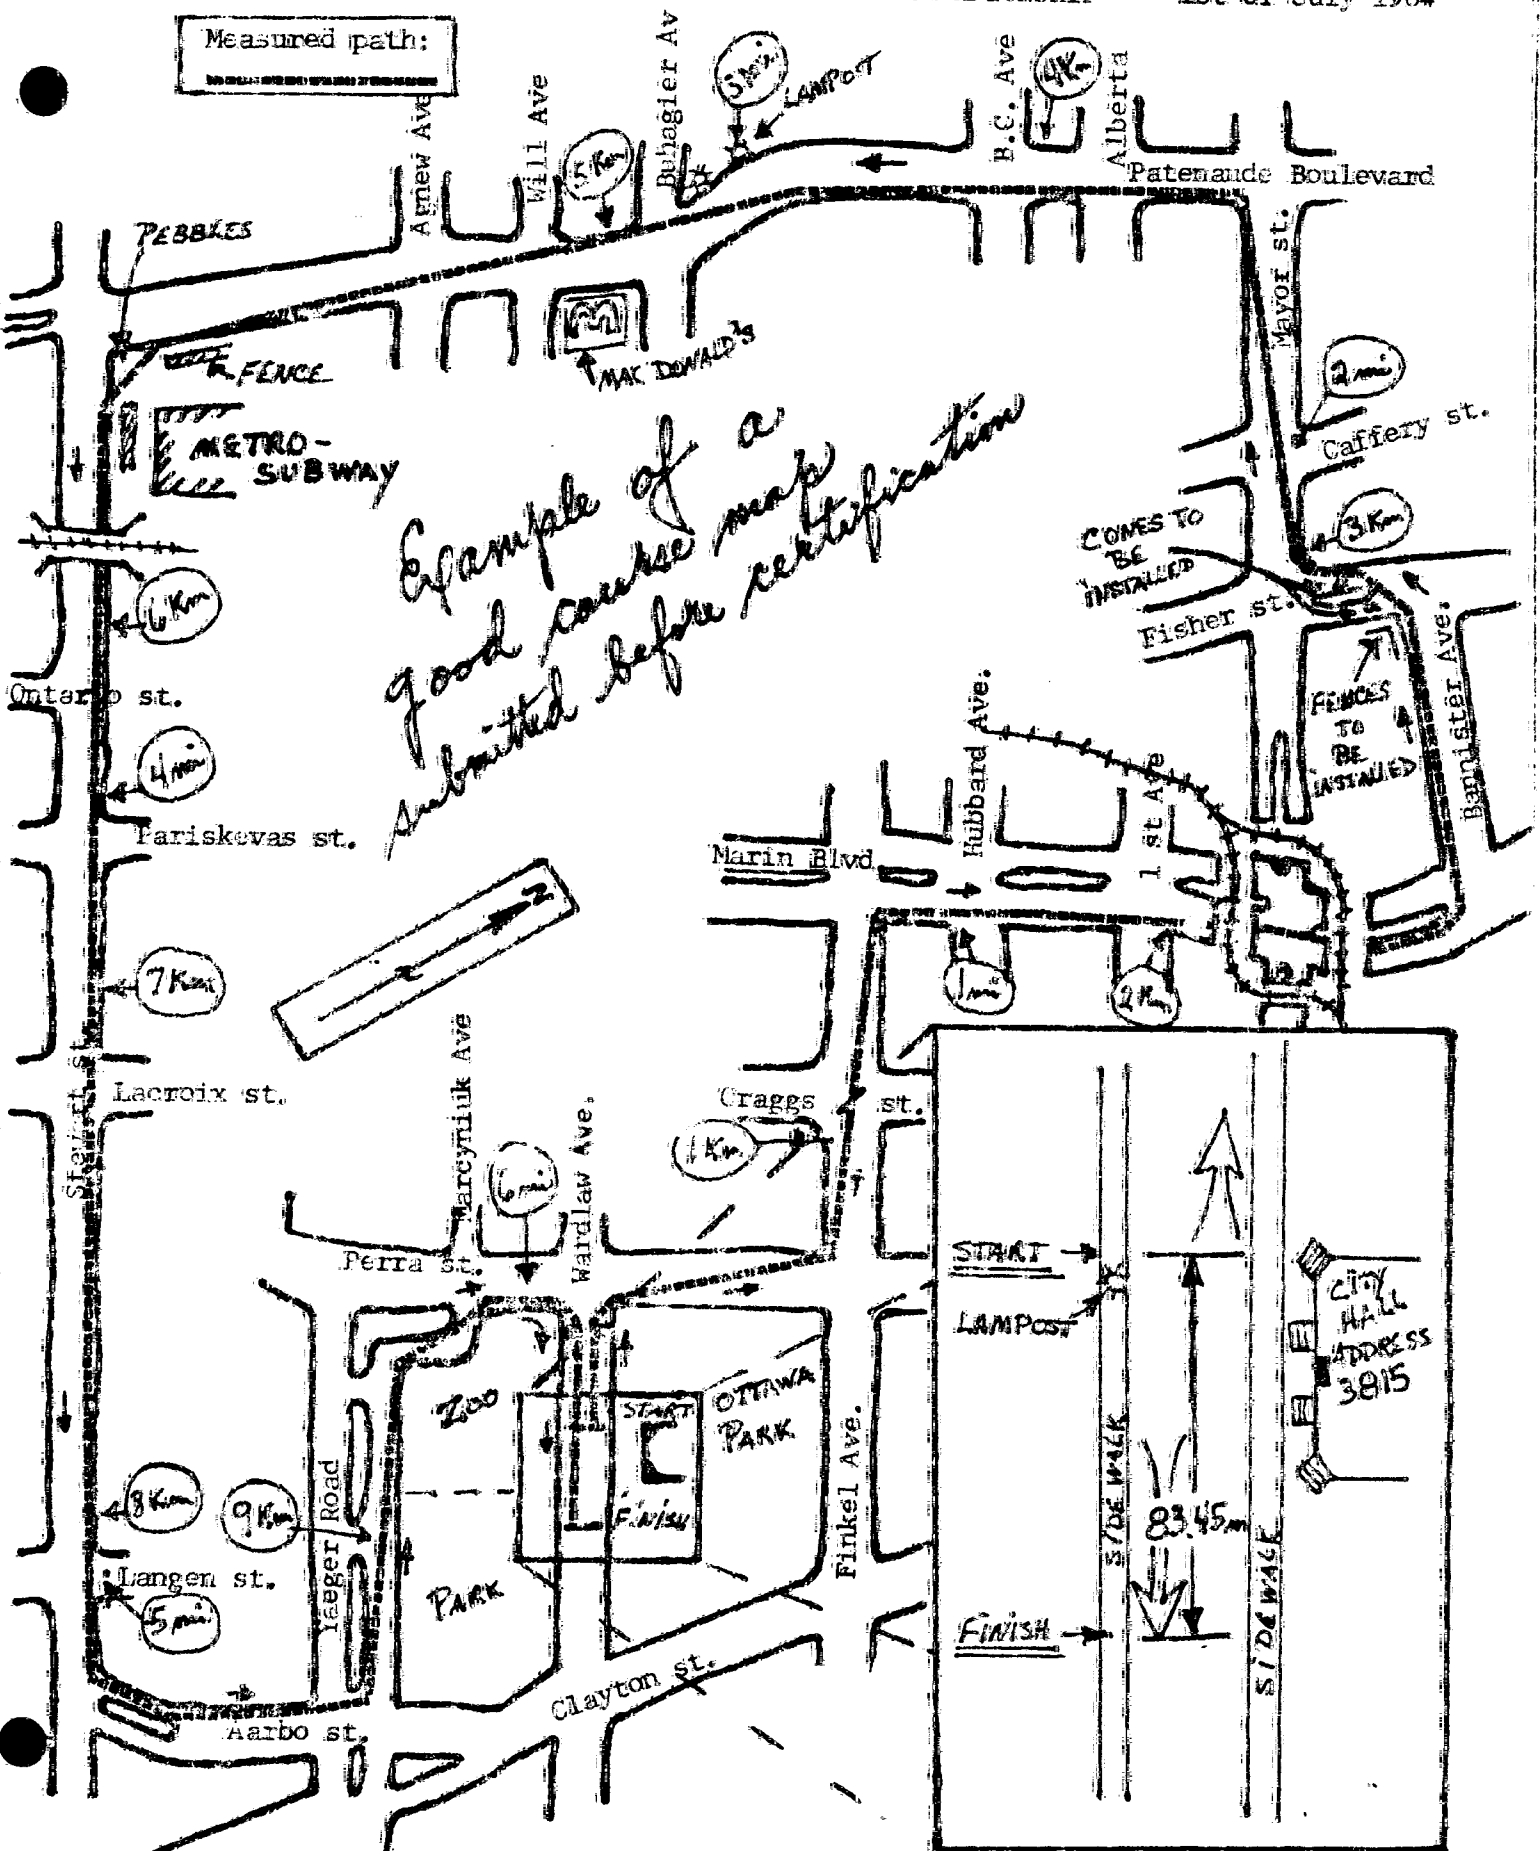 1st of July 1984
Measured path:
Agnew Ave
Will Ave
Buhagier Av
3 mi
LAMPOST
B.C. Ave
4 Km
Alberta
5 Km
Patenaude Boulevard
PEBBLES
Mayor st.
FENCE
MAC DONALD'S
METRO-
SUBWAY
2 mi
Caffery st.
Example of a
good course map
submitted before certification
3 Km
CONES TO
BE
INSTALLED
Fisher st.
6 Km
Ontario st.
FENCES
TO
BE
INSTALLED
Bannister Ave.
4 mi
Hubbard Ave.
1 st Ave
Pariskevas st.
Marin Blvd
N
7 Km
1 mi
2 Km
Stewart st.
Lacroix st.
Marcyniuk Ave
Wardlaw Ave.
Craggs st.
1 Km
6 mi
Perra st.
START
LAMPOST
CITY
HALL
ADDRESS
3815
ZOO
START
OTTAWA
PARK
FINISH
Finkel Ave.
SIDEWALK
83.45m
SIDEWALK
8 Km
9 Km
Yaeger Road
Langen st.
5 mi
PARK
FINISH
Clayton st.
Aarbo st.